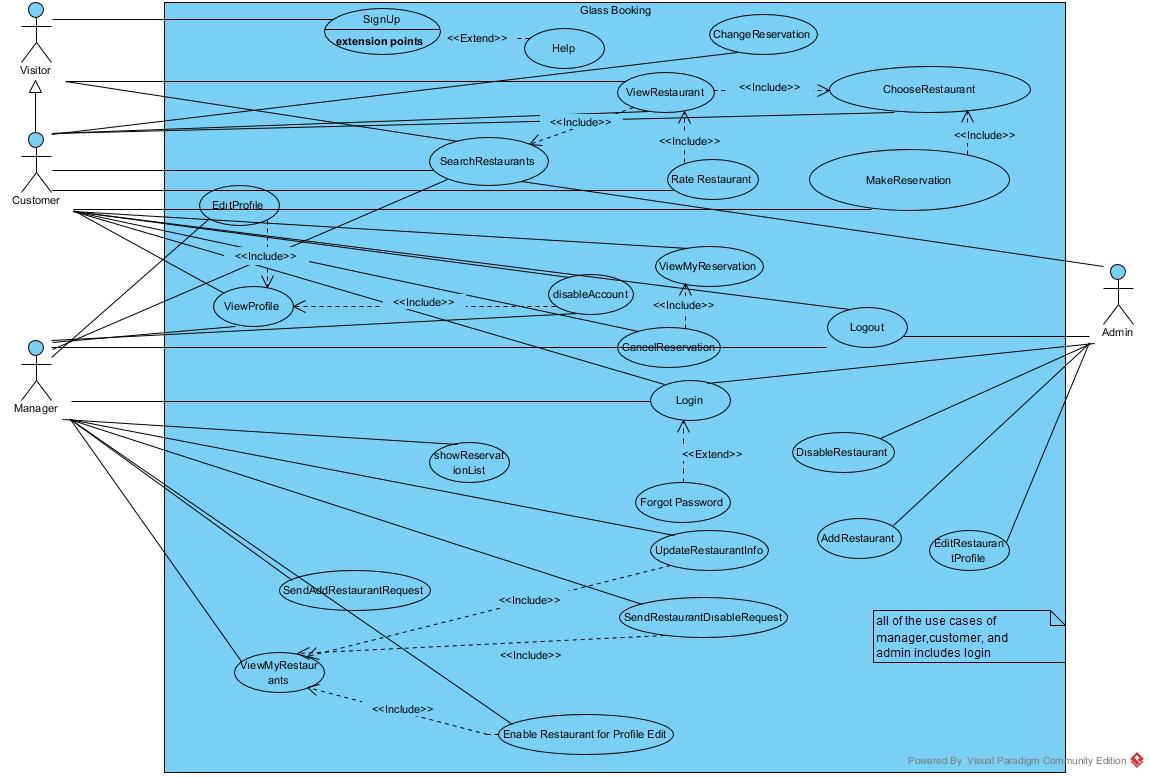 Glass Booking
SignUp
extension points
<<Extend>>
Help
ChangeReservation
Visitor
ViewRestaurant
<<Include>>
ChooseRestaurant
<<Include>>
<<Include>>
<<Include>>
SearchRestaurants
Rate Restaurant
MakeReservation
Customer
EditProfile
<<Include>>
ViewMyReservation
ViewProfile
<<Include>>
disableAccount
<<Include>>
Logout
Admin
CancelReservation
Manager
Login
showReservat
ionList
<<Extend>>
DisableRestaurant
Forgot Password
UpdateRestaurantInfo
AddRestaurant
EditRestauran
tProfile
SendAddRestaurantRequest
<<Include>>
SendRestaurantDisableRequest
all of the use cases of
manager,customer, and
admin includes login
<<Include>>
ViewMyRestaur
ants
<<Include>>
Enable Restaurant for Profile Edit
Powered By Visual Paradigm Community Edition